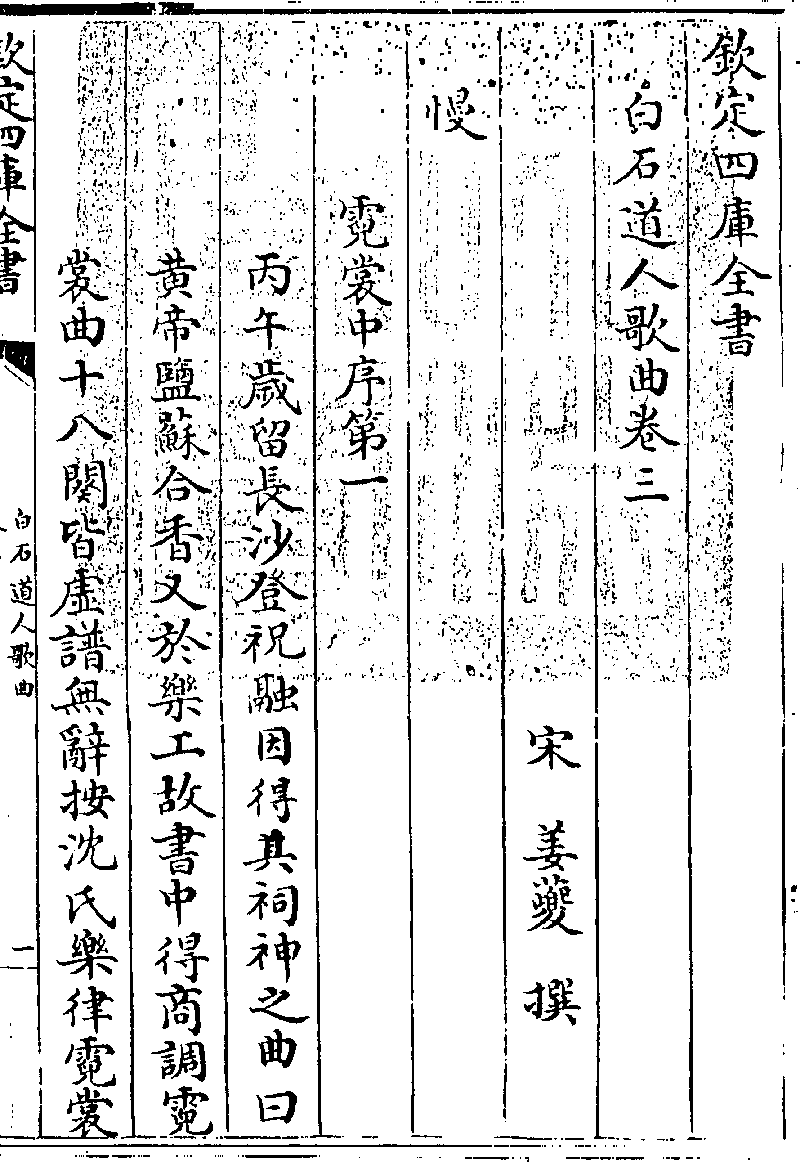 欽定四庫全書
白石道人歌曲卷三
宋 姜夔 撰
慢
霓裳中序第一
丙午歲留長沙登祝融因得其祠神之曲曰
黃帝鹽蘇合香又於樂工故書中得商調霓
裳曲十八闋皆虛譜無辭按沈氏樂律霓裳
欽定四庫全書
白石道人歌曲
一